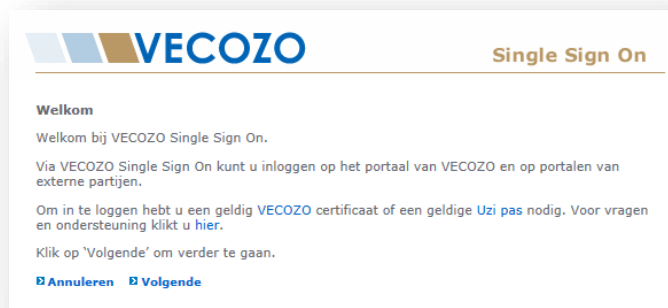 VECOZO
Single Sign On
Welkom
Welkom bij VECOZO Single Sign On.
Via VECOZO Single Sign On kunt u inloggen op het portaal van VECOZO en op portalen van
externe partijen.
Om in te loggen hebt u een geldig VECOZO certificaat of een geldige Uzi pas nodig. Voor vragen
en ondersteuning klikt u hier.
Klik op 'Volgende' om verder te gaan.
Annuleren Volgende